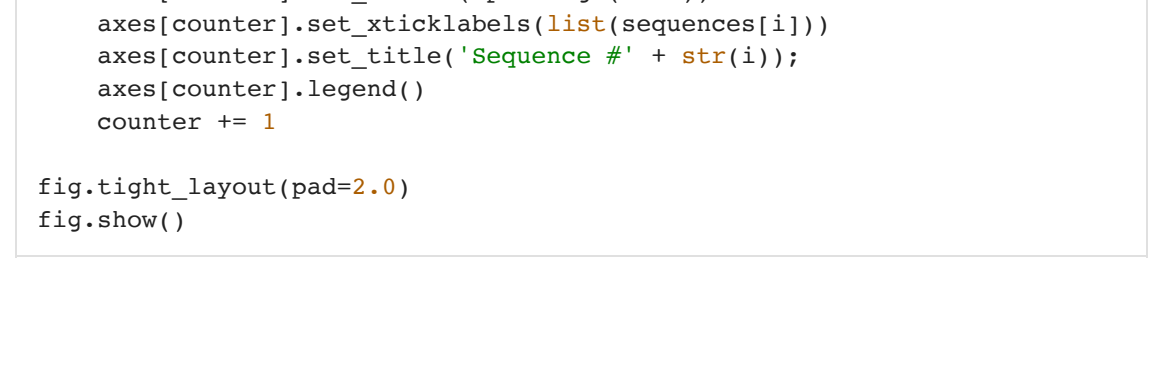 axes[counter].set_xticklabels(list(sequences[i]))
axes[counter].set_title('Sequence #' + str(i));
axes[counter].legend()
counter += 1
fig.tight_layout(pad=2.0)
fig.show()